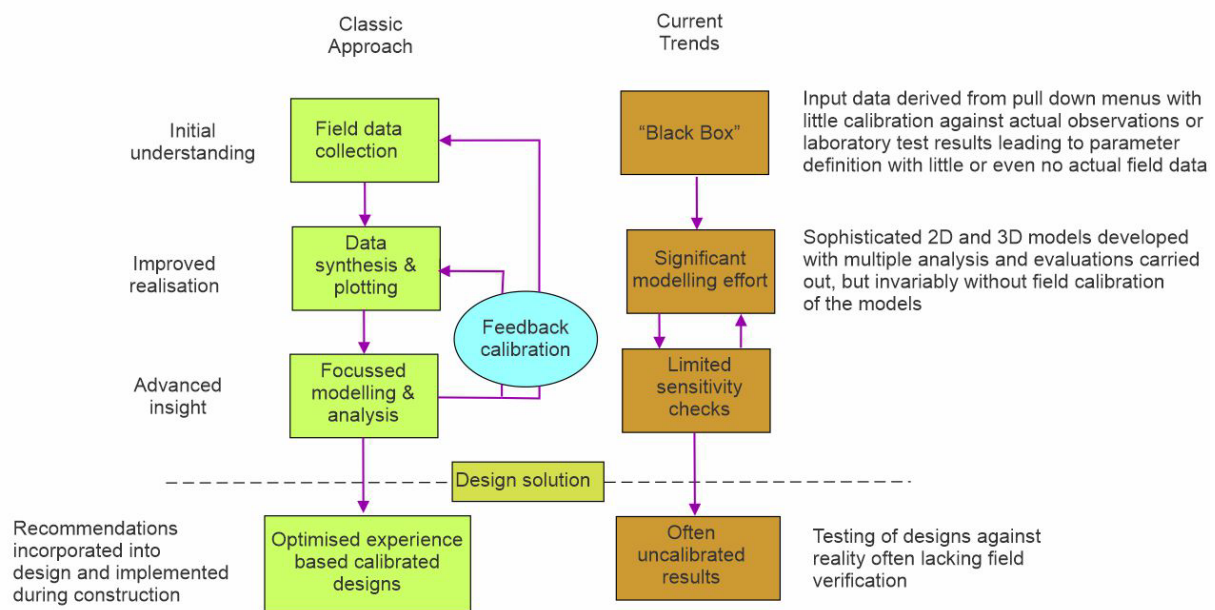 Classic
Approach
Current
Trends
Initial
understanding
Field data
collection
“Black Box”
Input data derived from pull down menus with
little calibration against actual observations or
laboratory test results leading to parameter
definition with little or even no actual field data
Improved
realisation
Data
synthesis &
plotting
Significant
modelling effort
Sophisticated 2D and 3D models developed
with multiple analysis and evaluations carried
out, but invariably without field calibration
of the models
Feedback
calibration
Advanced
insight
Focussed
modelling &
analysis
Limited
sensitivity
checks
Design solution
Recommendations
incorporated into
design and implemented
during construction
Optimised experience
based calibrated
designs
Often
uncalibrated
results
Testing of designs against
reality often lacking field
verification